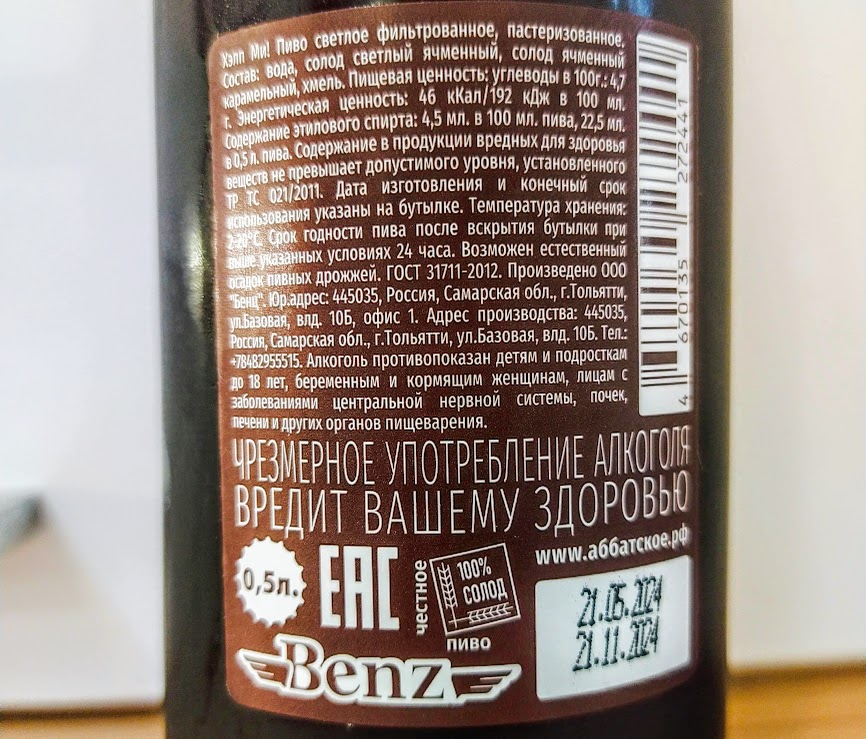 Хэлп Ми! Пиво светлое фильтрованное, пастеризованное.
Состав: вода, солод светлый ячменный, солод ячменный
карамельный, хмель. Пищевая ценность: углеводы в 100г.: 4,7
г. Энергетическая ценность: 46 кКал/192 кДж в 100 мл.
Содержание этилового спирта: 4,5 мл. в 100 мл. пива, 22,5 мл.
в 0,5 л. пива. Содержание в продукции вредных для здоровья
веществ не превышает допустимого уровня, установленного
ТР ТС 021/2011. Дата изготовления и конечный срок
использования указаны на бутылке. Температура хранения:
2-20°С. Срок годности пива после вскрытия бутылки при
выше указанных условиях 24 часа. Возможен естественный
осадок пивных дрожжей. ГОСТ 31711-2012. Произведено ООО
"Бенц". Юр.адрес: 445035, Россия, Самарская обл., г.Тольятти,
ул.Базовая, влд. 10Б, офис 1. Адрес производства: 445035,
Россия, Самарская обл., г.Тольятти, ул.Базовая, влд. 10Б. Тел.:
+78482955515. Алкоголь противопоказан детям и подросткам
до 18 лет, беременным и кормящим женщинам, лицам с
заболеваниями центральной нервной системы, почек,
печени и других органов пищеварения.
4 670135 272441
ЧРЕЗМЕРНОЕ УПОТРЕБЛЕНИЕ АЛКОГОЛЯ
ВРЕДИТ ВАШЕМУ ЗДОРОВЬЮ
www.аббатское.рф
0,5л.
EAC
честное
100%
СОЛОД
ПИВО
21.05.2024
21.11.2024
Benz